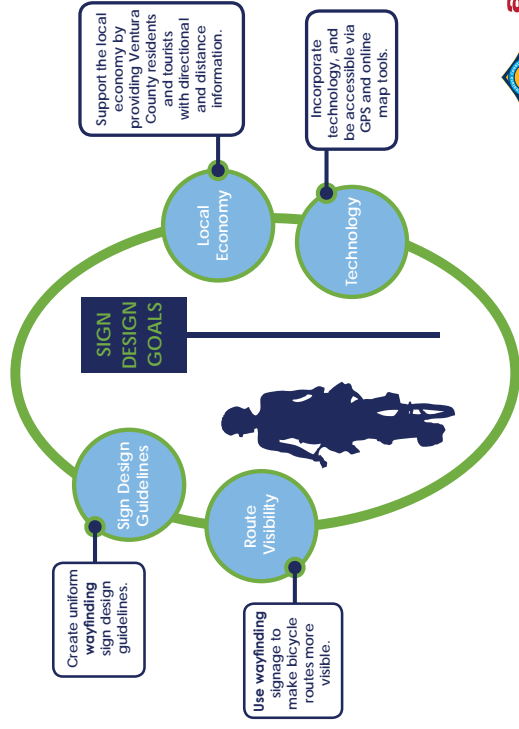 SIGN
DESIGN
GOALS
Sign Design
Guidelines
Create uniform
wayfinding
sign design
guidelines.
Route
Visibility
Use wayfinding
signage to
make bicycle
routes more
visible.
Local
Economy
Support the local
economy by
providing Ventura
County residents
and tourists
with directional
and distance
information.
Technology
Incorporate
technology, and
be accessible via
GPS and online
map tools.